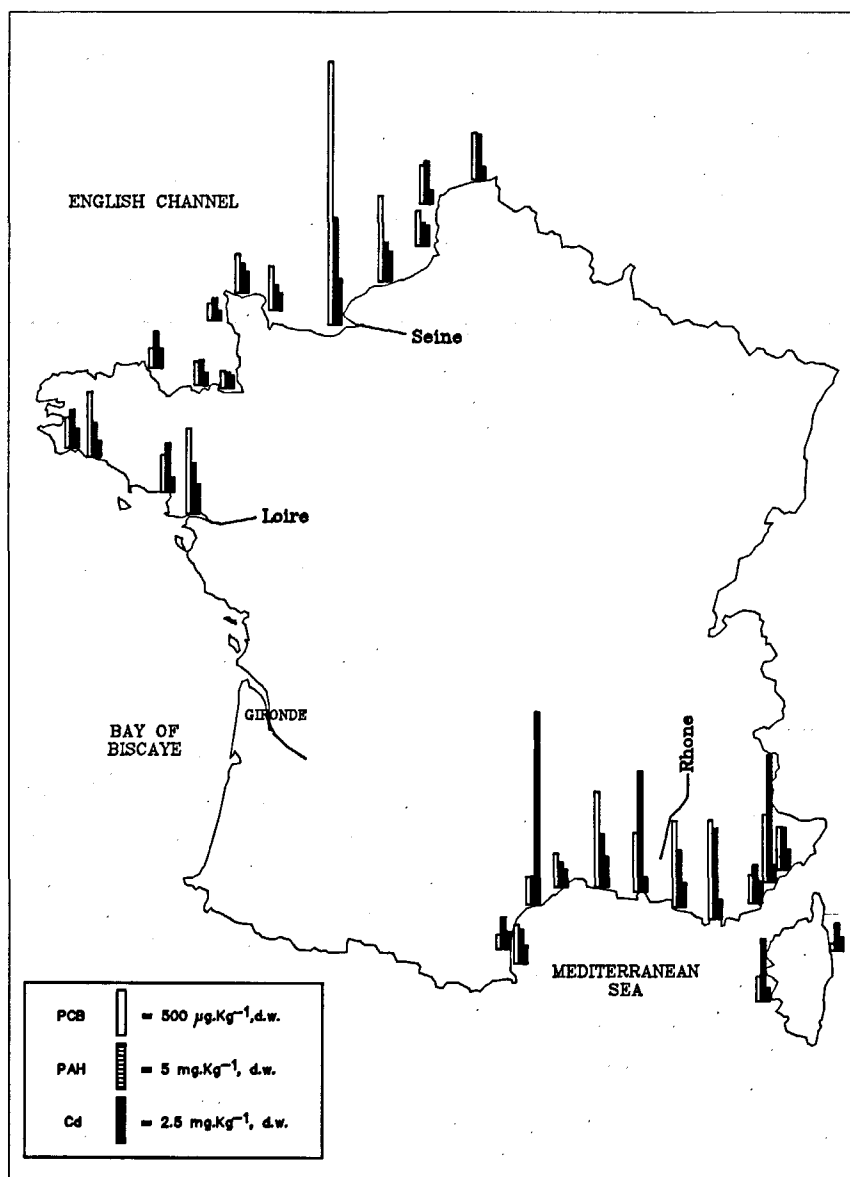 ENGLISH CHANNEL
Seine
Loire
GIRONDE
BAY OF
BISCAYE
Rhone
MEDITERRANEAN
SEA
PCB = 500 µg.Kg⁻¹,d.w.
PAH = 5 mg.Kg⁻¹, d.w.
Cd = 2.5 mg.Kg⁻¹, d.w.